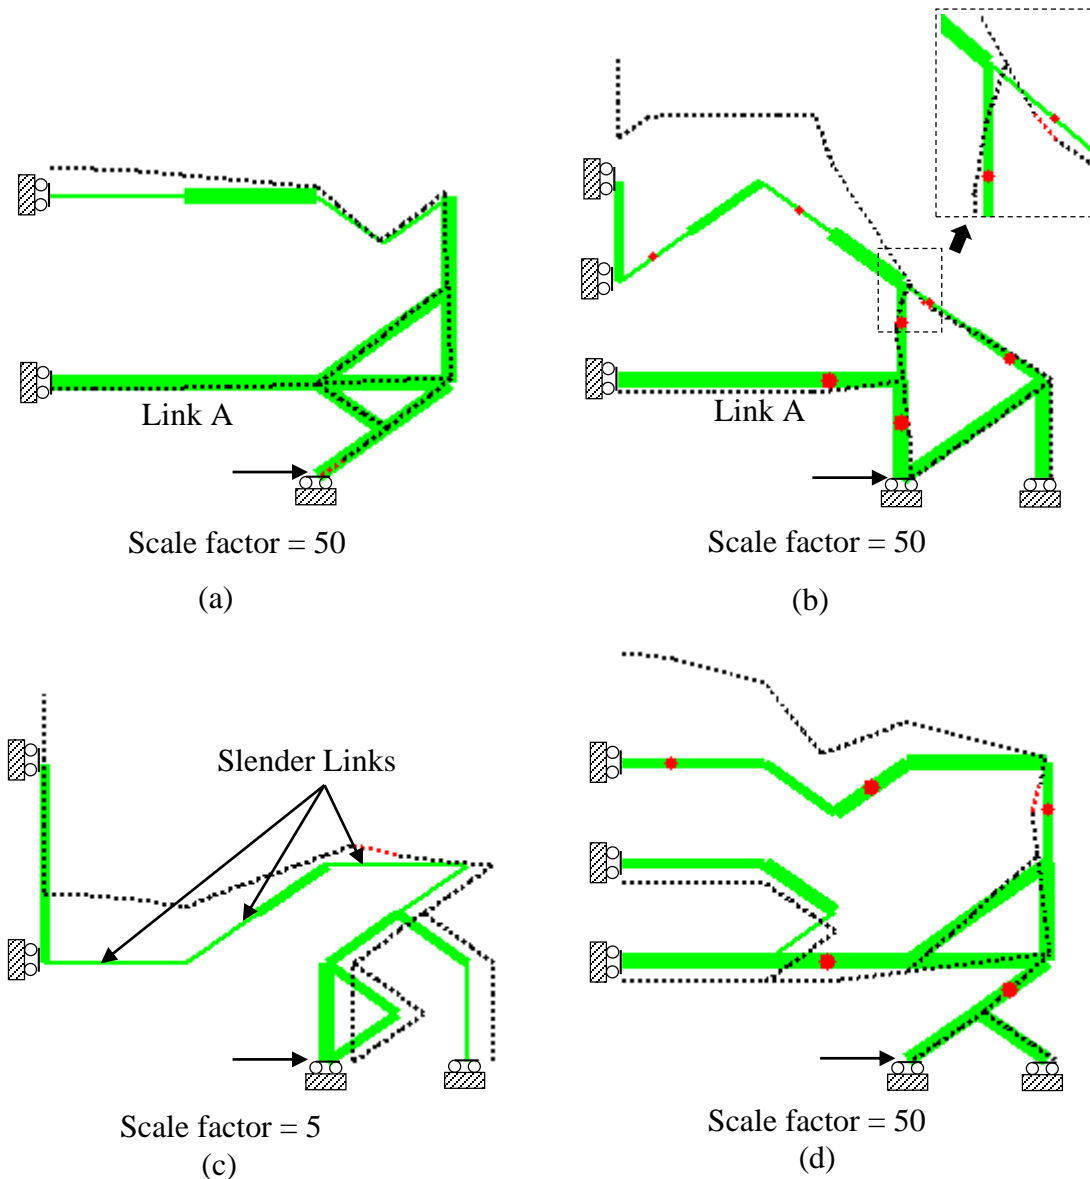 Link A
Scale factor = 50
(a)
Link A
Scale factor = 50
(b)
Slender Links
Scale factor = 5
(c)
Scale factor = 50
(d)